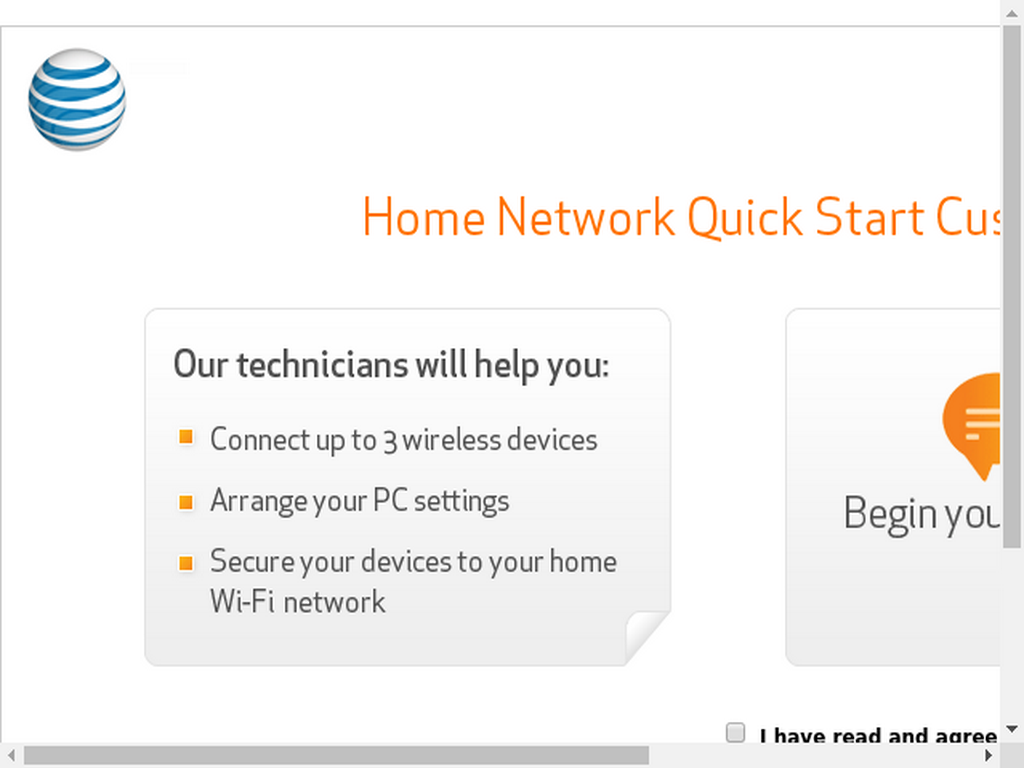 Home Network Quick Start Cus
Our technicians will help you:
Connect up to 3 wireless devices
Arrange your PC settings
Secure your devices to your home
Wi-Fi network
Begin you
I have read and agree